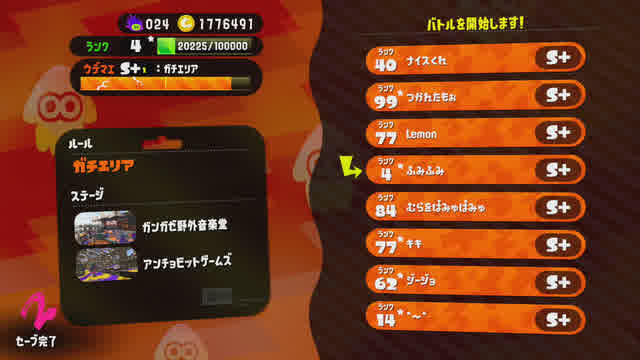 024 1776491
ランク 4★ 20225/100000
ウデマエ S+1 : ガチエリア
ルール
ガチエリア
ステージ
ガンガゼ野外音楽堂
アンチョビットゲームズ
セーブ完了
バトルを開始します!
ランク 40 ナイスくれ S+
ランク 99★ つかれたもぉ S+
ランク 77 Lemon S+
ランク 4★ ふみふみ S+
ランク 84 むらさぱみゅぱみゅ S+
ランク 77★ キキ S+
ランク 62★ ジージョ S+
ランク 14★ ^～^ S+